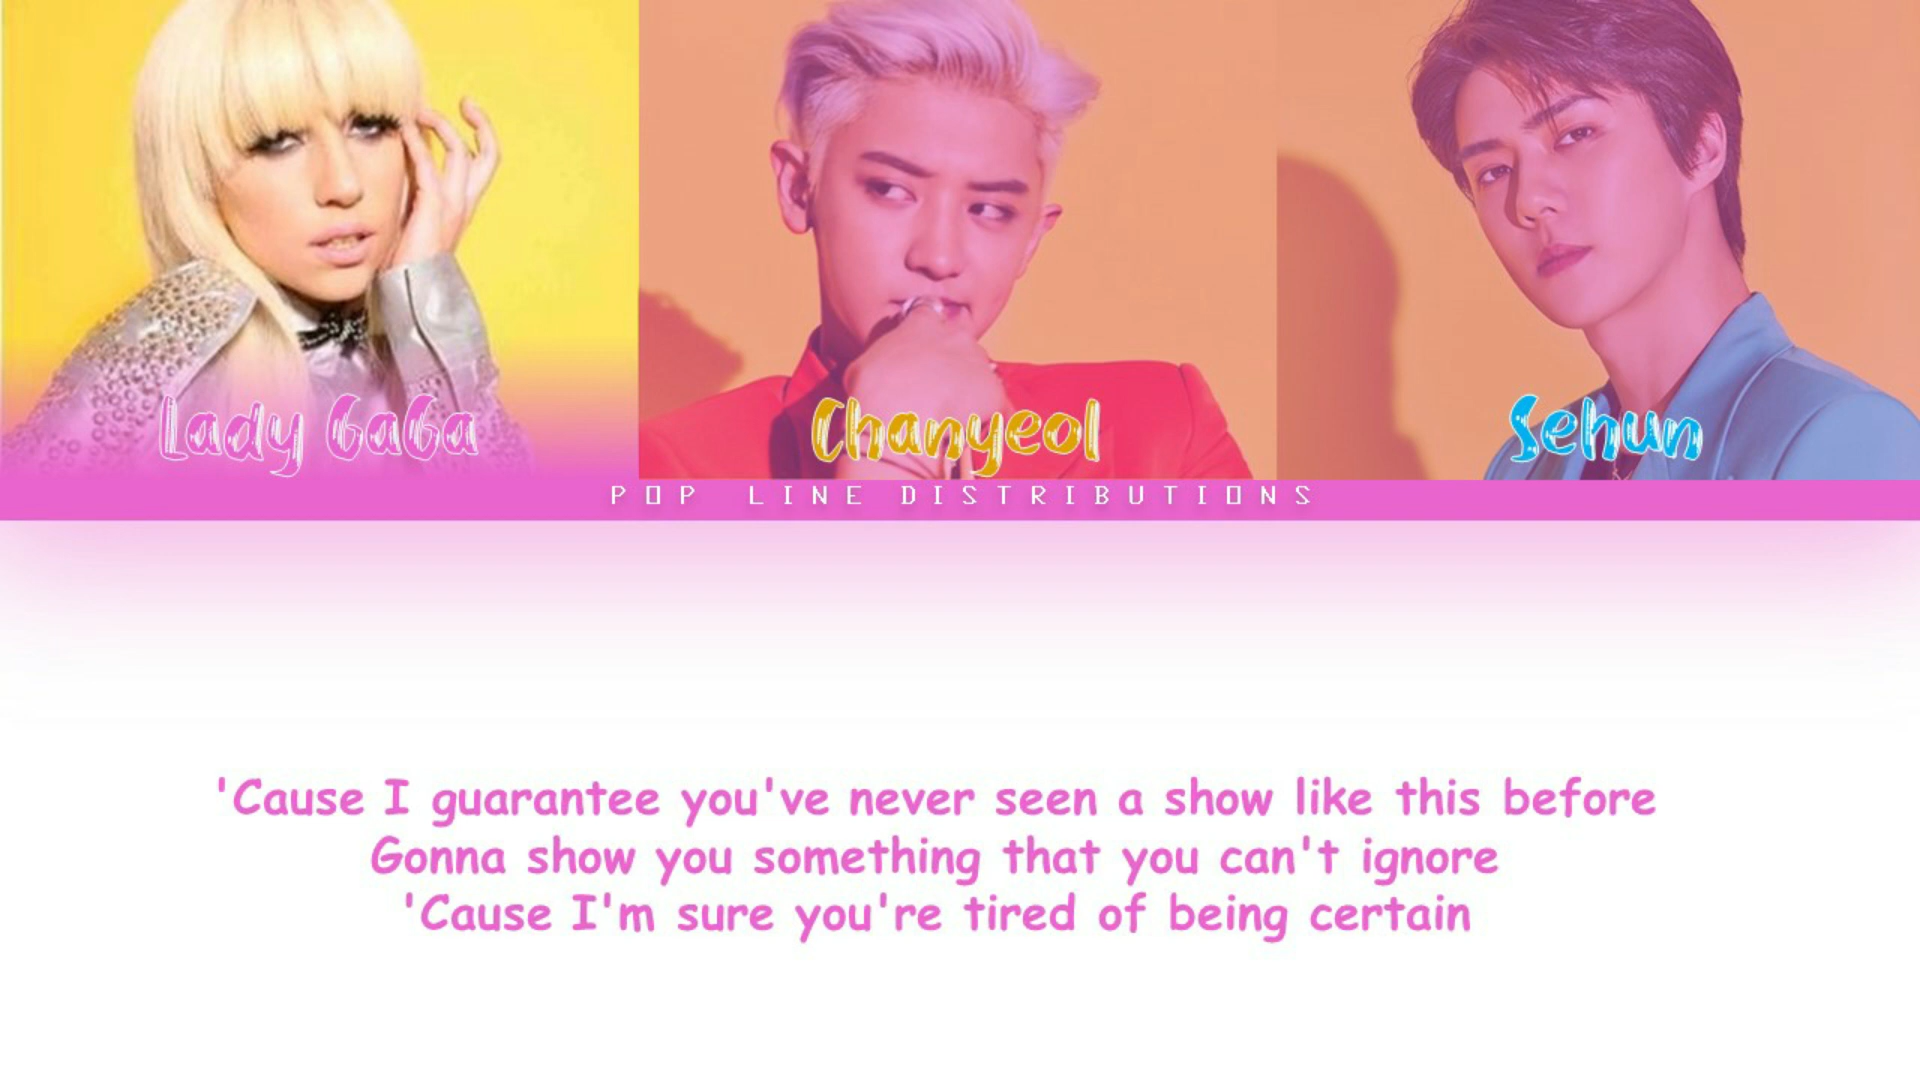 Lady GaGa
Chanyeol
Sehun
POP LINE DISTRIBUTIONS
'Cause I guarantee you've never seen a show like this before
Gonna show you something that you can't ignore
'Cause I'm sure you're tired of being certain